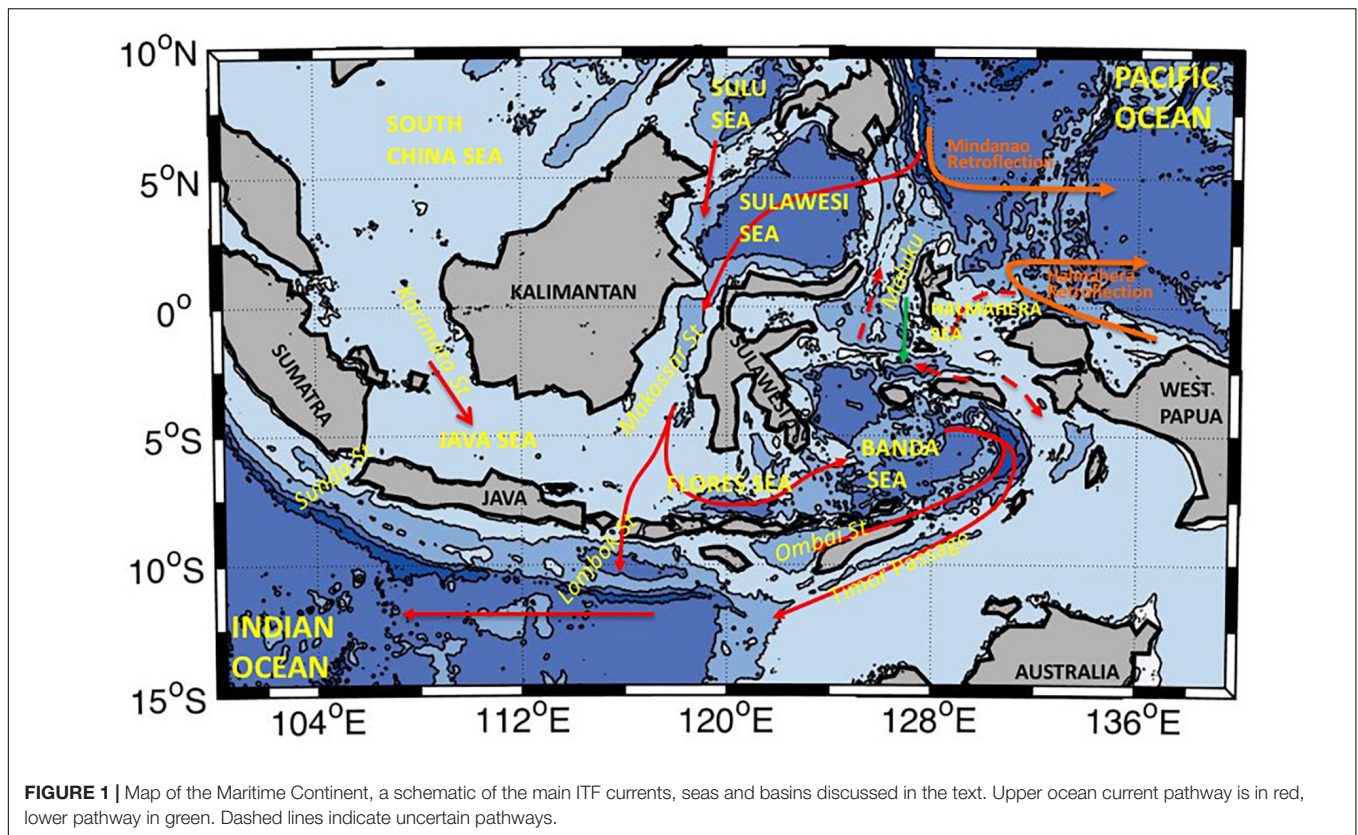 10°N
5°N
0°
5°S
10°S
15°S
104°E
112°E
120°E
128°E
136°E
SULU
SEA
PACIFIC
OCEAN
SOUTH
CHINA SEA
Mindanao
Retroflection
SULAWESI
SEA
Maluku
KALIMANTAN
Halmahera
Retroflection
HALMAHERA
SEA
Karimata St
Makassar St
SUMATRA
SULAWESI
WEST
PAPUA
JAVA SEA
BANDA
SEA
Sunda St
FLORES SEA
JAVA
Ombai St
Lombok St
Timor Passage
INDIAN
OCEAN
AUSTRALIA
FIGURE 1 | Map of the Maritime Continent, a schematic of the main ITF currents, seas and basins discussed in the text. Upper ocean current pathway is in red,
lower pathway in green. Dashed lines indicate uncertain pathways.